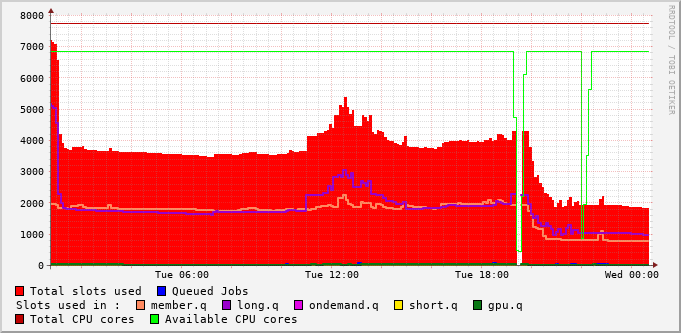 8000
7000
6000
5000
4000
3000
2000
1000
0
Tue 06:00 Tue 12:00 Tue 18:00 Wed 00:00
RRDTOOL / TOBI OETIKER
Total slots used Queued Jobs
Slots used in : member.q long.q ondemand.q short.q gpu.q
Total CPU cores Available CPU cores